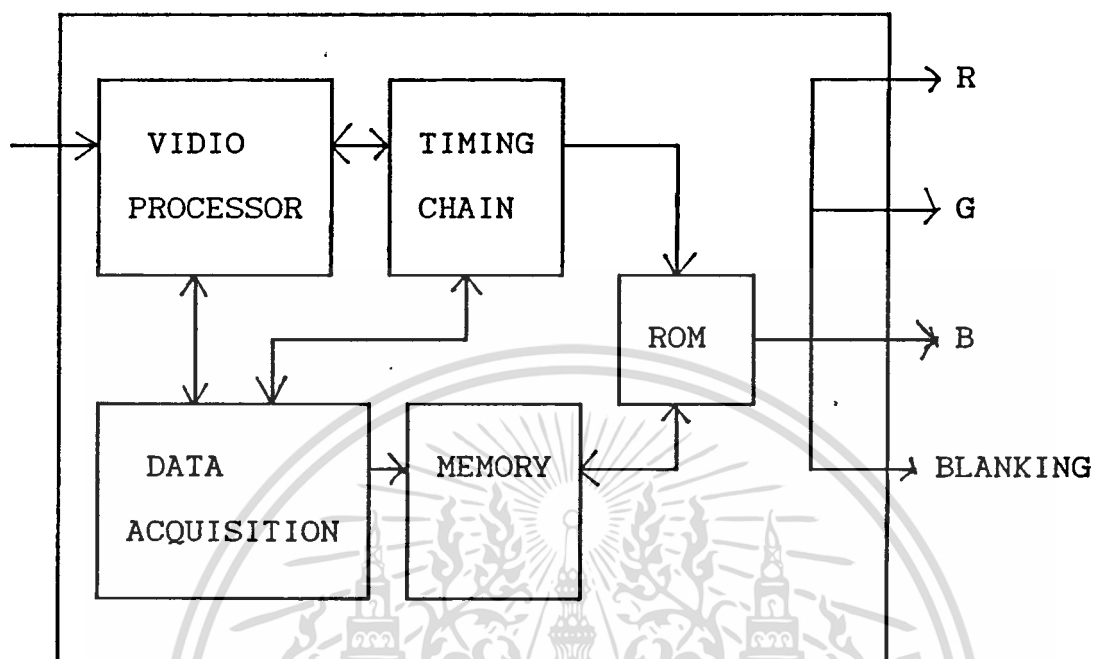 VIDIO
PROCESSOR
TIMING
CHAIN
ROM
DATA
ACQUISITION
MEMORY
R
G
B
BLANKING